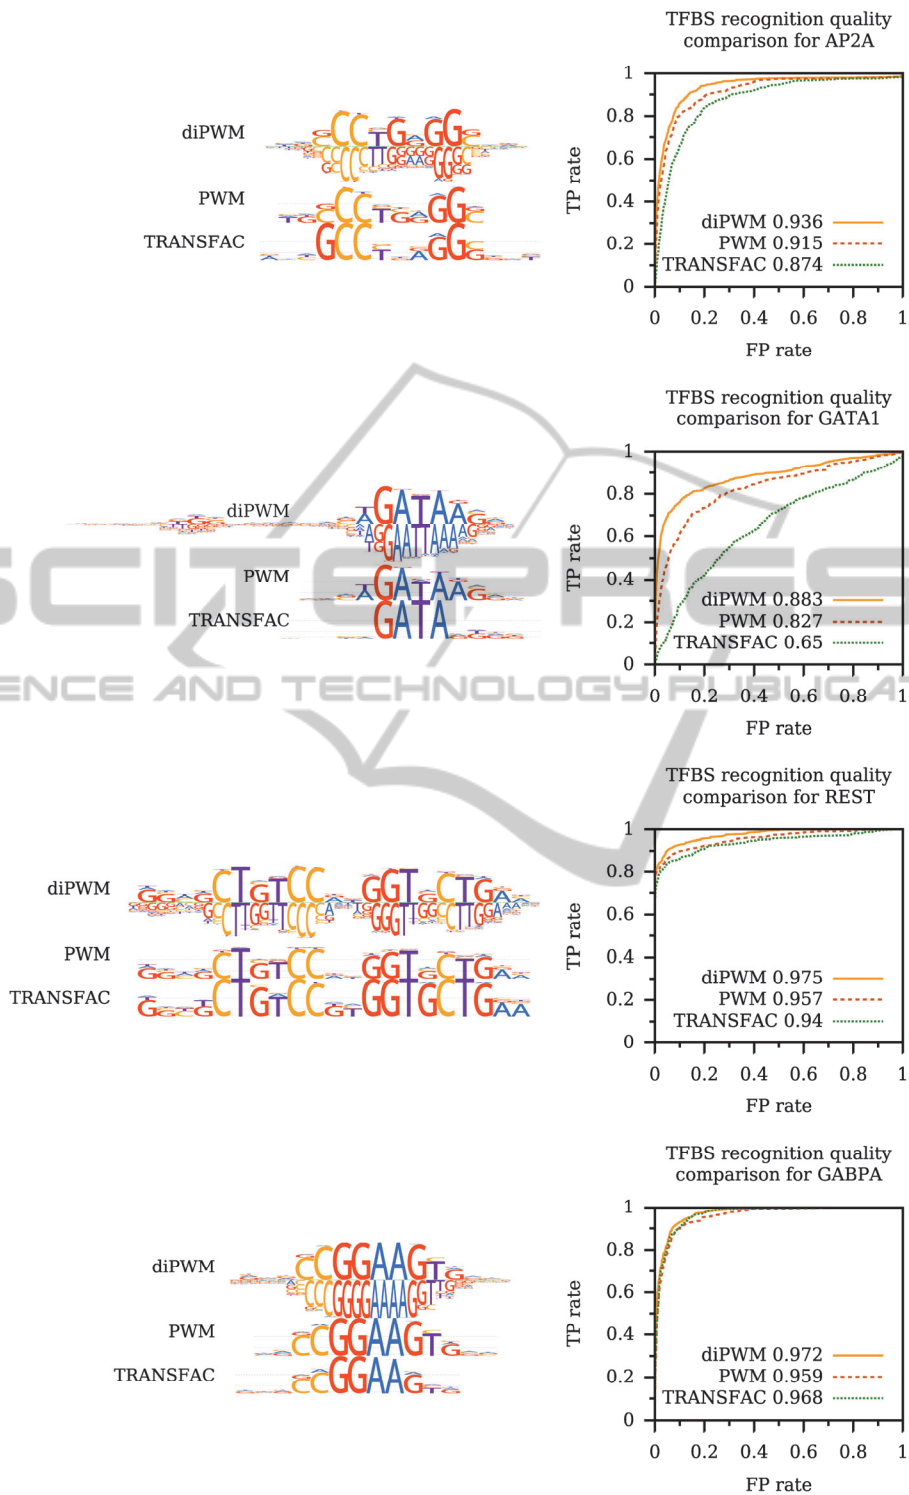 TFBS recognition quality
comparison for AP2A
diPWM
PWM
TRANSFAC
TP rate
1
0.8
0.6
0.4
0.2
0
diPWM 0.936
PWM 0.915
TRANSFAC 0.874
0 0.2 0.4 0.6 0.8 1
FP rate
TFBS recognition quality
comparison for GATA1
diPWM
PWM
TRANSFAC
GATA
TP rate
1
0.8
0.6
0.4
0.2
0
diPWM 0.883
PWM 0.827
TRANSFAC 0.65
0 0.2 0.4 0.6 0.8 1
FP rate
SCITEPRESS
ENCE AND TECHNOLOGY PUBLICAT
TFBS recognition quality
comparison for REST
diPWM
PWM
TRANSFAC
TP rate
1
0.8
0.6
0.4
0.2
0
diPWM 0.975
PWM 0.957
TRANSFAC 0.94
0 0.2 0.4 0.6 0.8 1
FP rate
TFBS recognition quality
comparison for GABPA
diPWM
PWM
TRANSFAC
TP rate
1
0.8
0.6
0.4
0.2
0
diPWM 0.972
PWM 0.959
TRANSFAC 0.968
0 0.2 0.4 0.6 0.8 1
FP rate